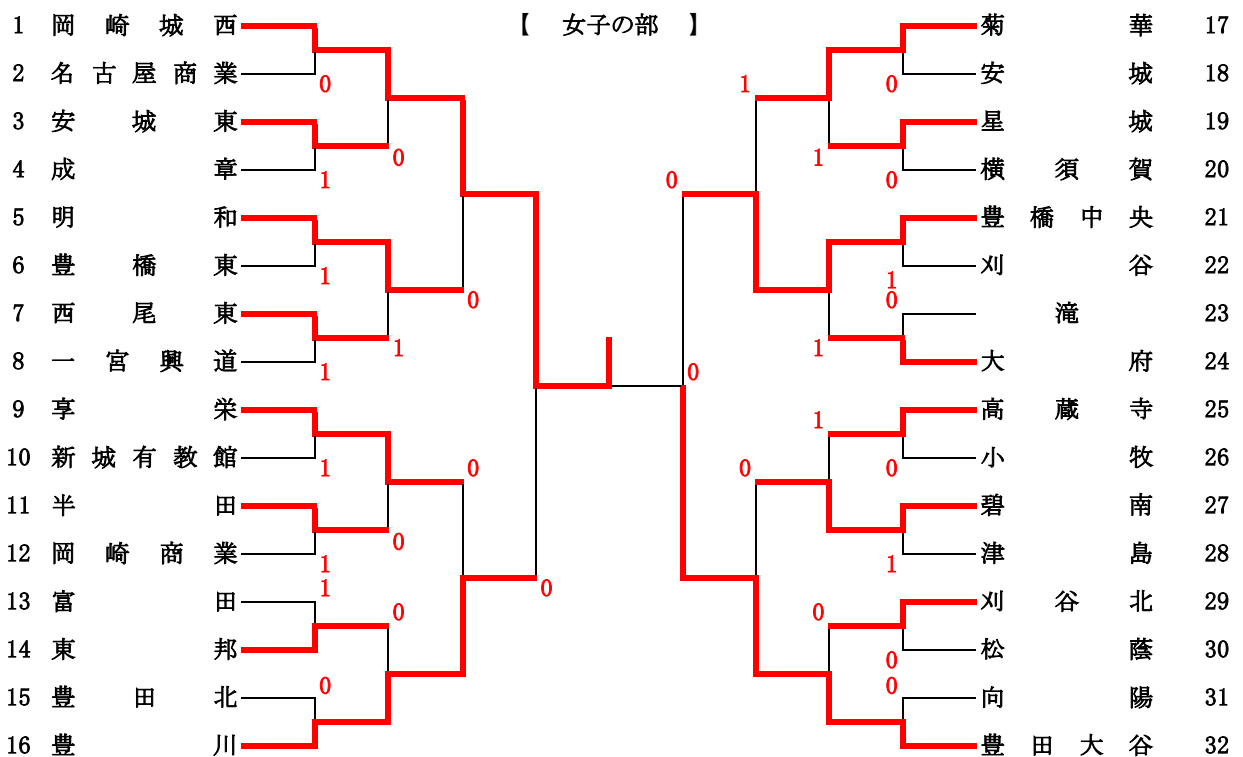 【 女子の部 】
1 岡崎城西
2 名古屋商業
0
3 安城東
4 成章
1
0
5 明和
6 豊橋東
1
7 西尾東
8 一宮興道
1
1
0
9 享栄
10 新城有教館
1
11 半田
12 岡崎商業
1
0
0
13 富田
14 東邦
1
0
15 豊田北
16 豊川
0
0
菊華 17
安城 18
0
1
星城 19
横須賀 20
0
1
0
豊橋中央 21
刈谷 22
1
滝 23
大府 24
0
1
0
高蔵寺 25
小牧 26
0
1
碧南 27
津島 28
1
0
刈谷北 29
松蔭 30
0
0
向陽 31
豊田大谷 32
0